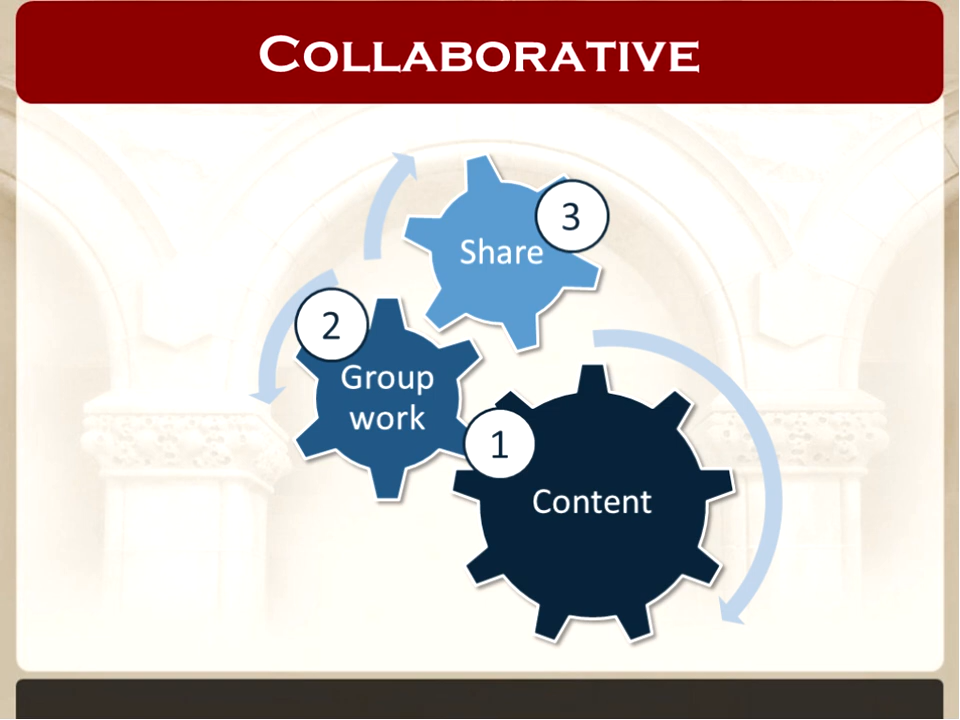 COLLABORATIVE
3
Share
2
Group
work
1
Content